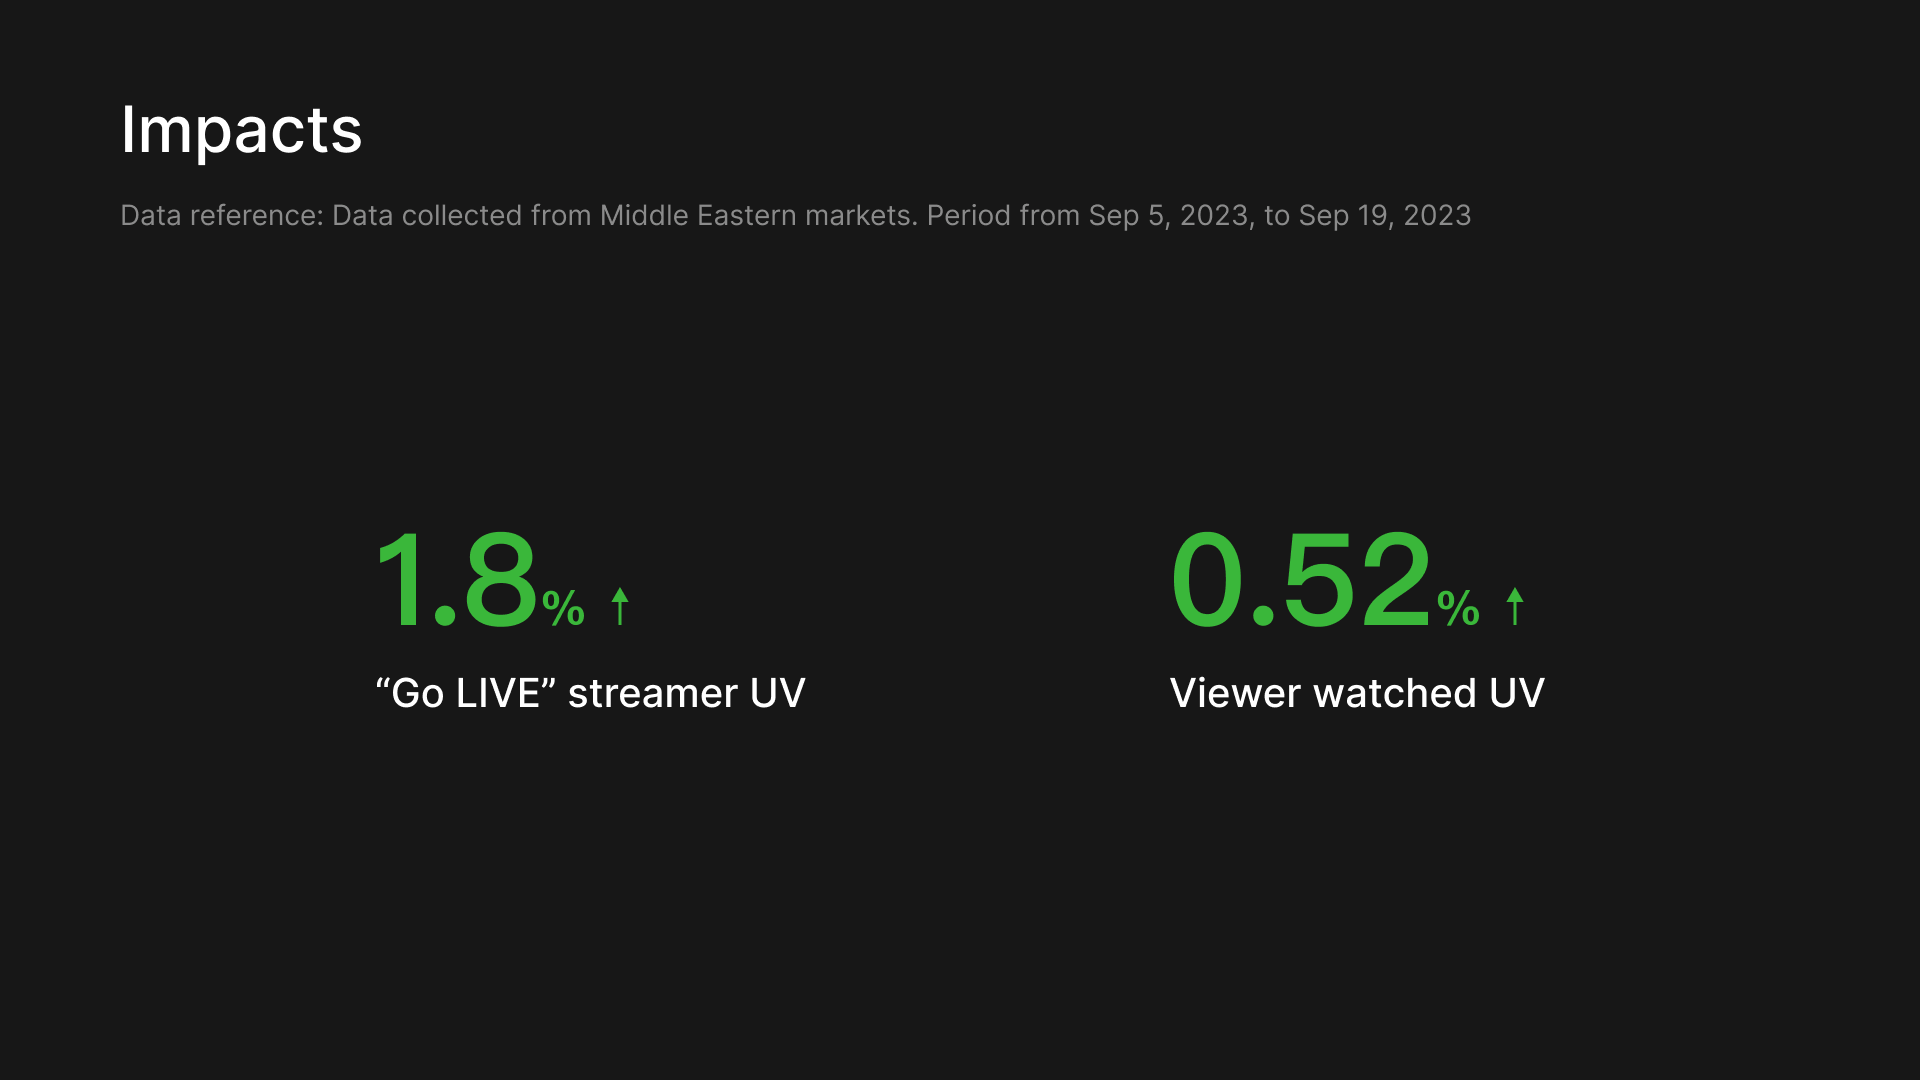 Impacts
Data reference: Data collected from Middle Eastern markets. Period from Sep 5, 2023, to Sep 19, 2023
1.8% ↑
“Go LIVE” streamer UV
0.52% ↑
Viewer watched UV